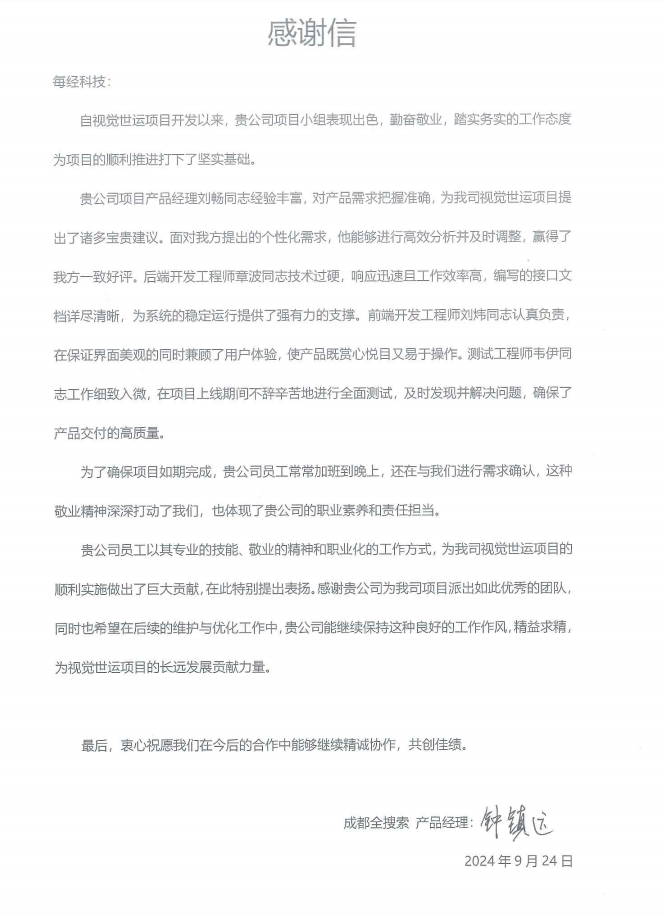 感谢信
每经科技：
自视觉世运项目开发以来，贵公司项目小组表现出色，勤奋敬业，踏实务实的工作态度
为项目的顺利推进打下了坚实基础。
贵公司项目产品经理刘畅同志经验丰富，对产品需求把握准确，为我司视觉世运项目提
出了诸多宝贵建议。面对我方提出的个性化需求，他能够进行高效分析并及时调整，赢得了
我方一致好评。后端开发工程师章波同志技术过硬，响应迅速且工作效率高，编写的接口文
档详尽清晰，为系统的稳定运行提供了强有力的支撑。前端开发工程师刘炜同志认真负责，
在保证界面美观的同时兼顾了用户体验，使产品既赏心悦目又易于操作。测试工程师韦伊同
志工作细致入微，在项目上线期间不辞辛苦地进行全面测试，及时发现并解决问题，确保了
产品交付的高质量。
为了确保项目如期完成，贵公司员工常常加班到晚上，还在与我们进行需求确认，这种
敬业精神深深打动了我们，也体现了贵公司的职业素养和责任担当。
贵公司员工以其专业的技能、敬业的精神和职业化的工作方式，为我司视觉世运项目的
顺利实施做出了巨大贡献，在此特别提出表扬。感谢贵公司为我司项目派出如此优秀的团队，
同时也希望在后续的维护与优化工作中，贵公司能继续保持这种良好的工作作风，精益求精，
为视觉世运项目的长远发展贡献力量。
最后，衷心祝愿我们在今后的合作中能够继续精诚协作，共创佳绩。
成都全搜索 产品经理：钟镇运
2024年9月24日